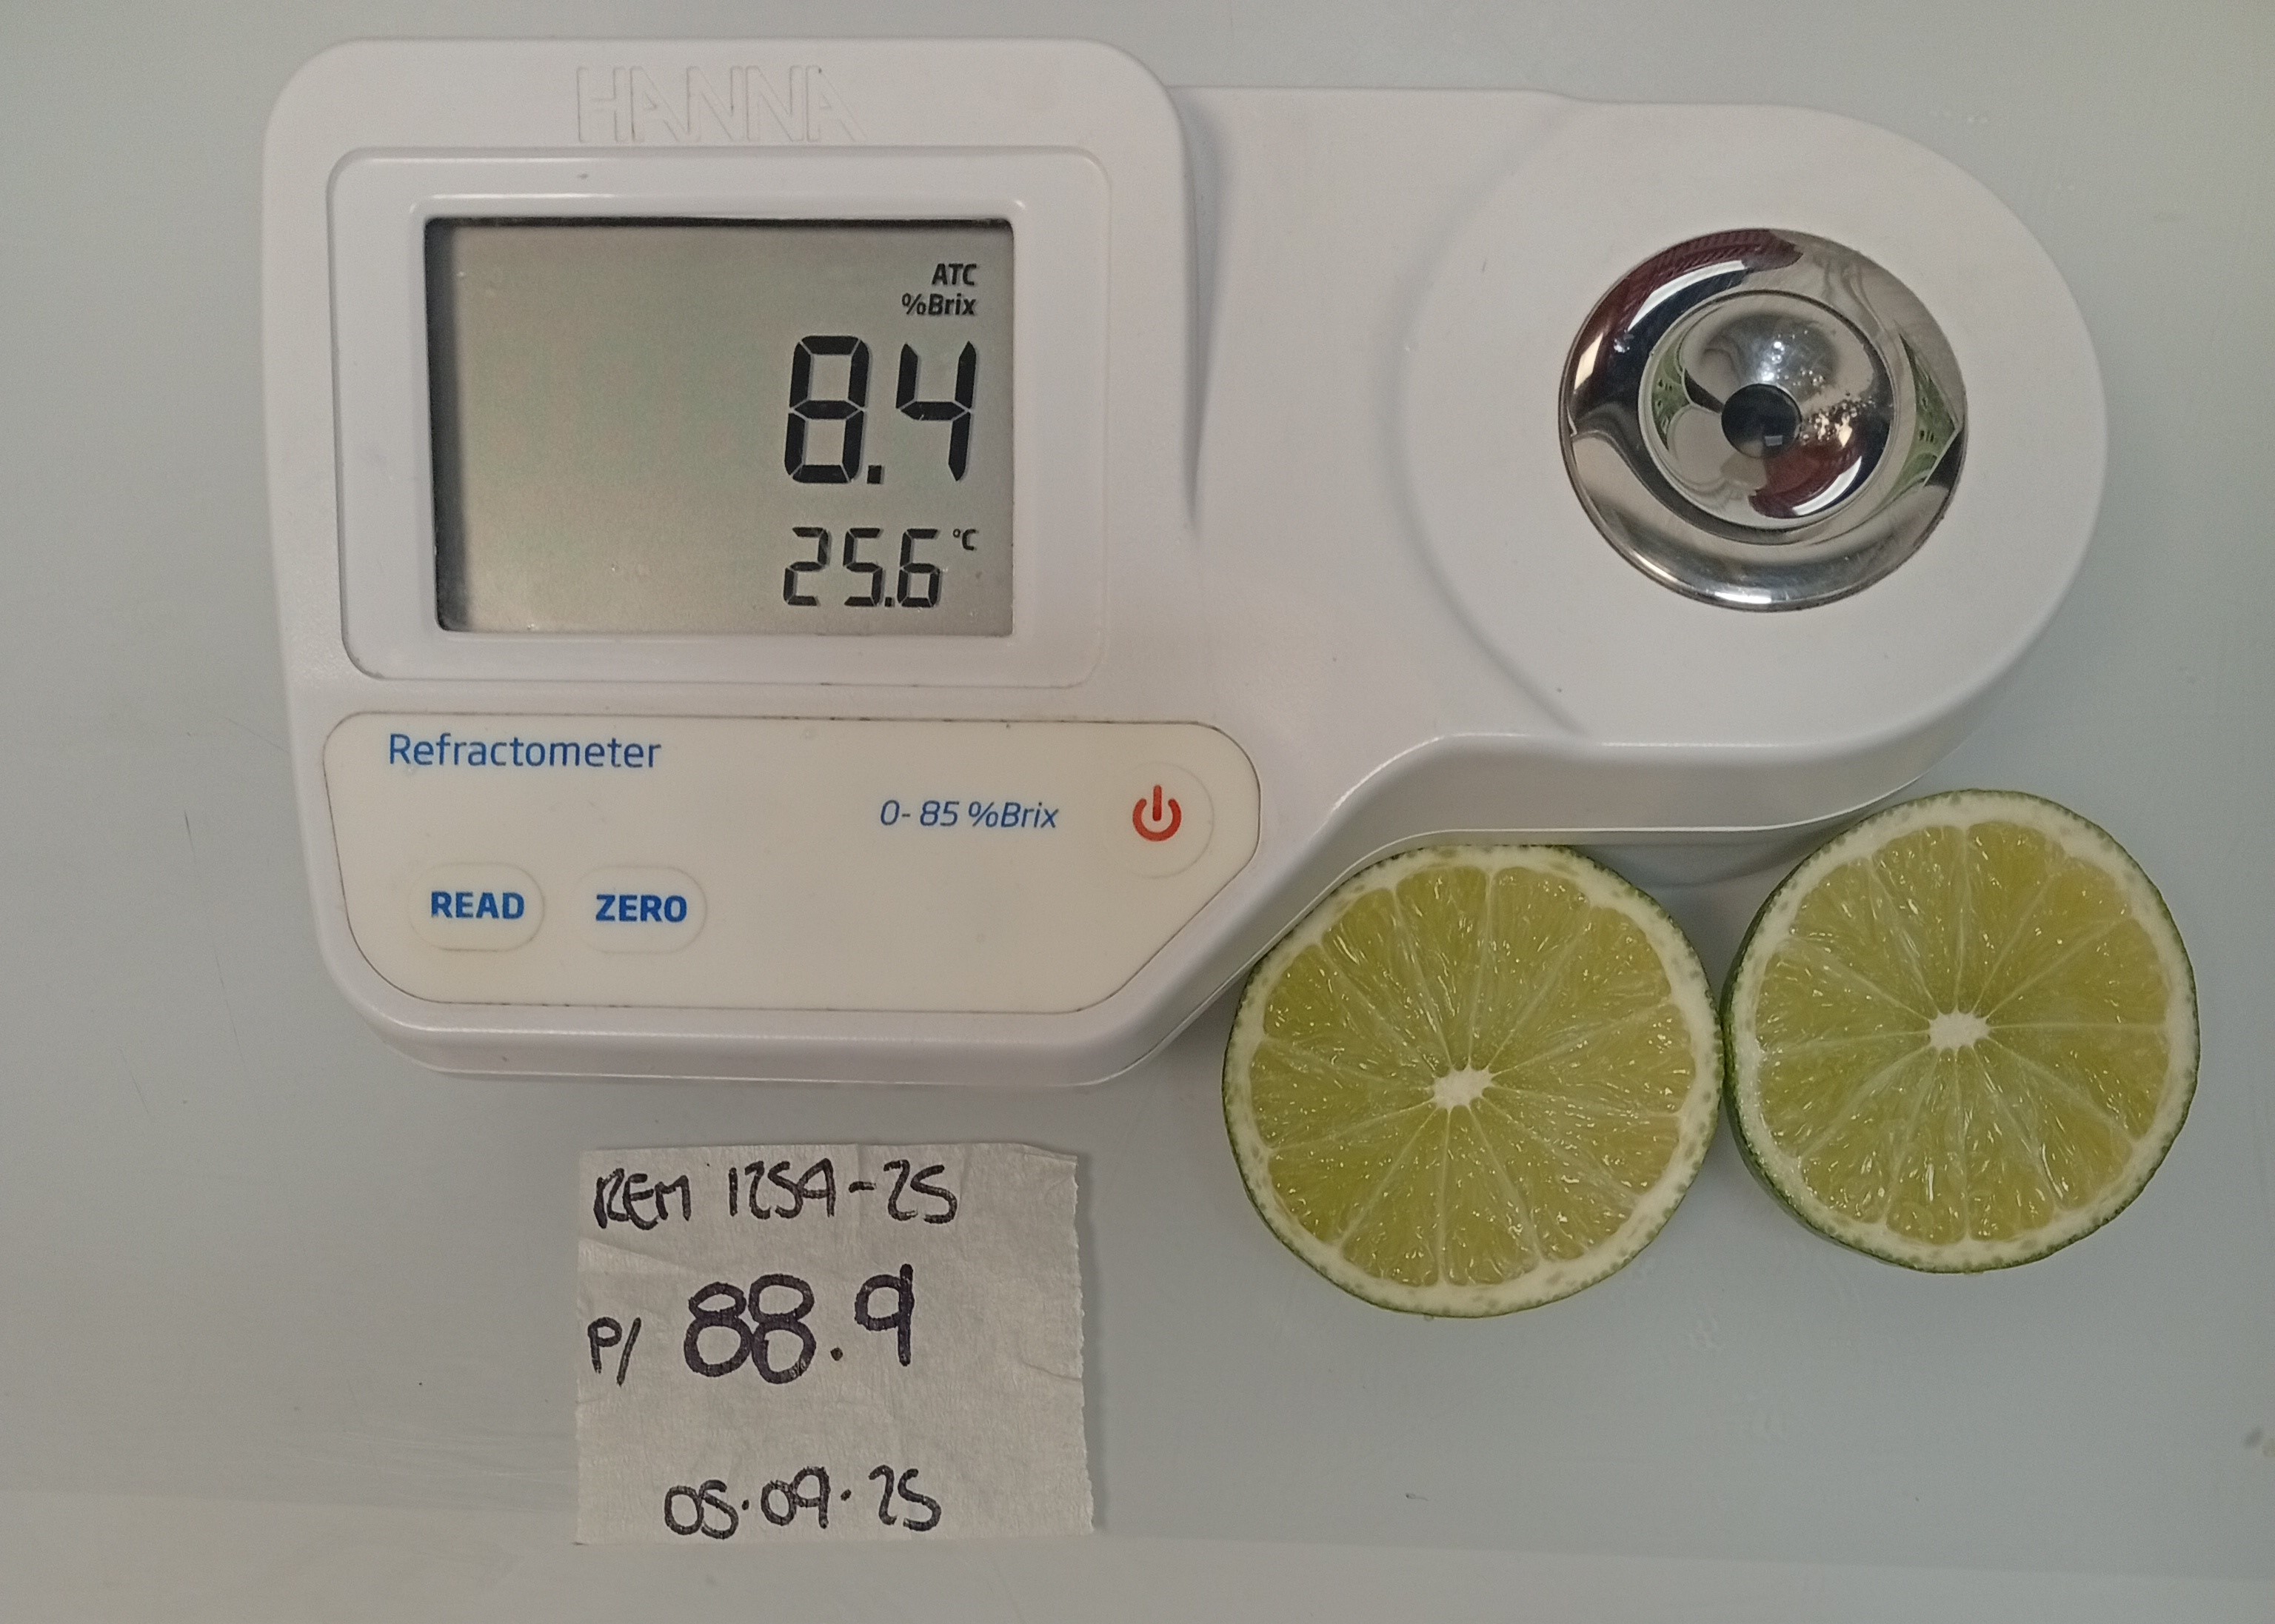 HANNA
ATC
%Brix
8.4
25.6 °C
Refractometer
0-85 %Brix
READ ZERO
REM 1259-25
P/ 88.9
05.09.25